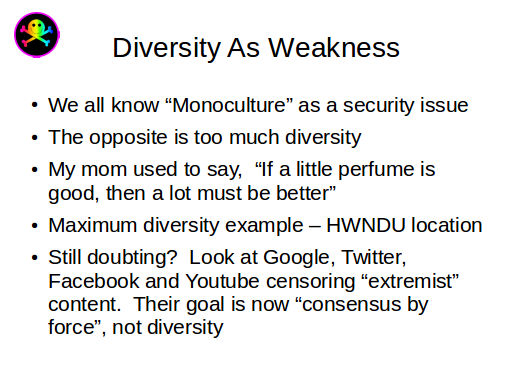 Diversity As Weakness
• We all know “Monoculture” as a security issue
• The opposite is too much diversity
• My mom used to say,  “If a little perfume is
good, then a lot must be better”
• Maximum diversity example – HWNDU location
• Still doubting?  Look at Google, Twitter,
Facebook and Youtube censoring “extremist”
content.  Their goal is now “consensus by
force”, not diversity